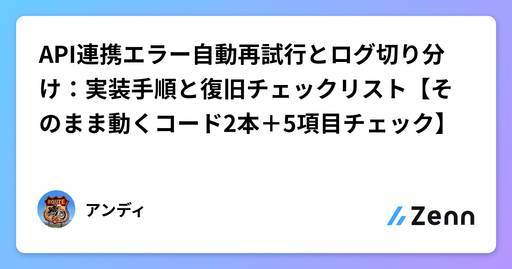 API連携エラー自動再試行とログ切り分
け：実装手順と復旧チェックリスト【そ
のまま動くコード2本＋5項目チェック】
アンディ
Zenn